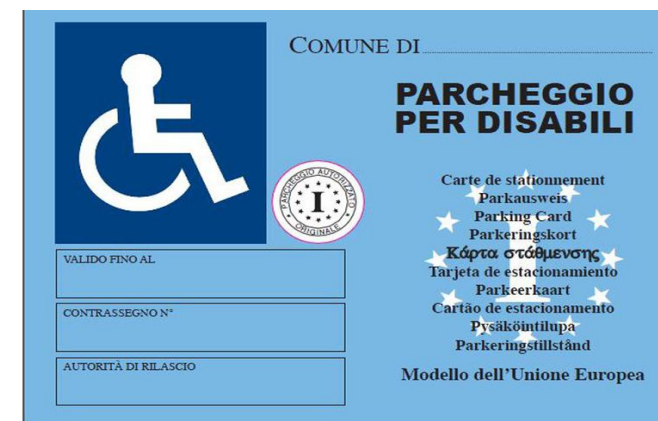 COMUNE DI
PARCHEGGIO
PER DISABILI
Carte de stationnement
Parkausweis
Parking Card
Parkeringskort
Κάρτα στάθμευσης
Tarjeta de estacionamiento
Parkeerkaart
Cartão de estacionamento
Pysäköintilupa
Parkeringstillstånd
Modello dell'Unione Europea
PARCHEGGIO AUTORIZZATO
I
ORIGINALE
I
VALIDO FINO AL
CONTRASSEGNO N°
AUTORITÀ DI RILASCIO